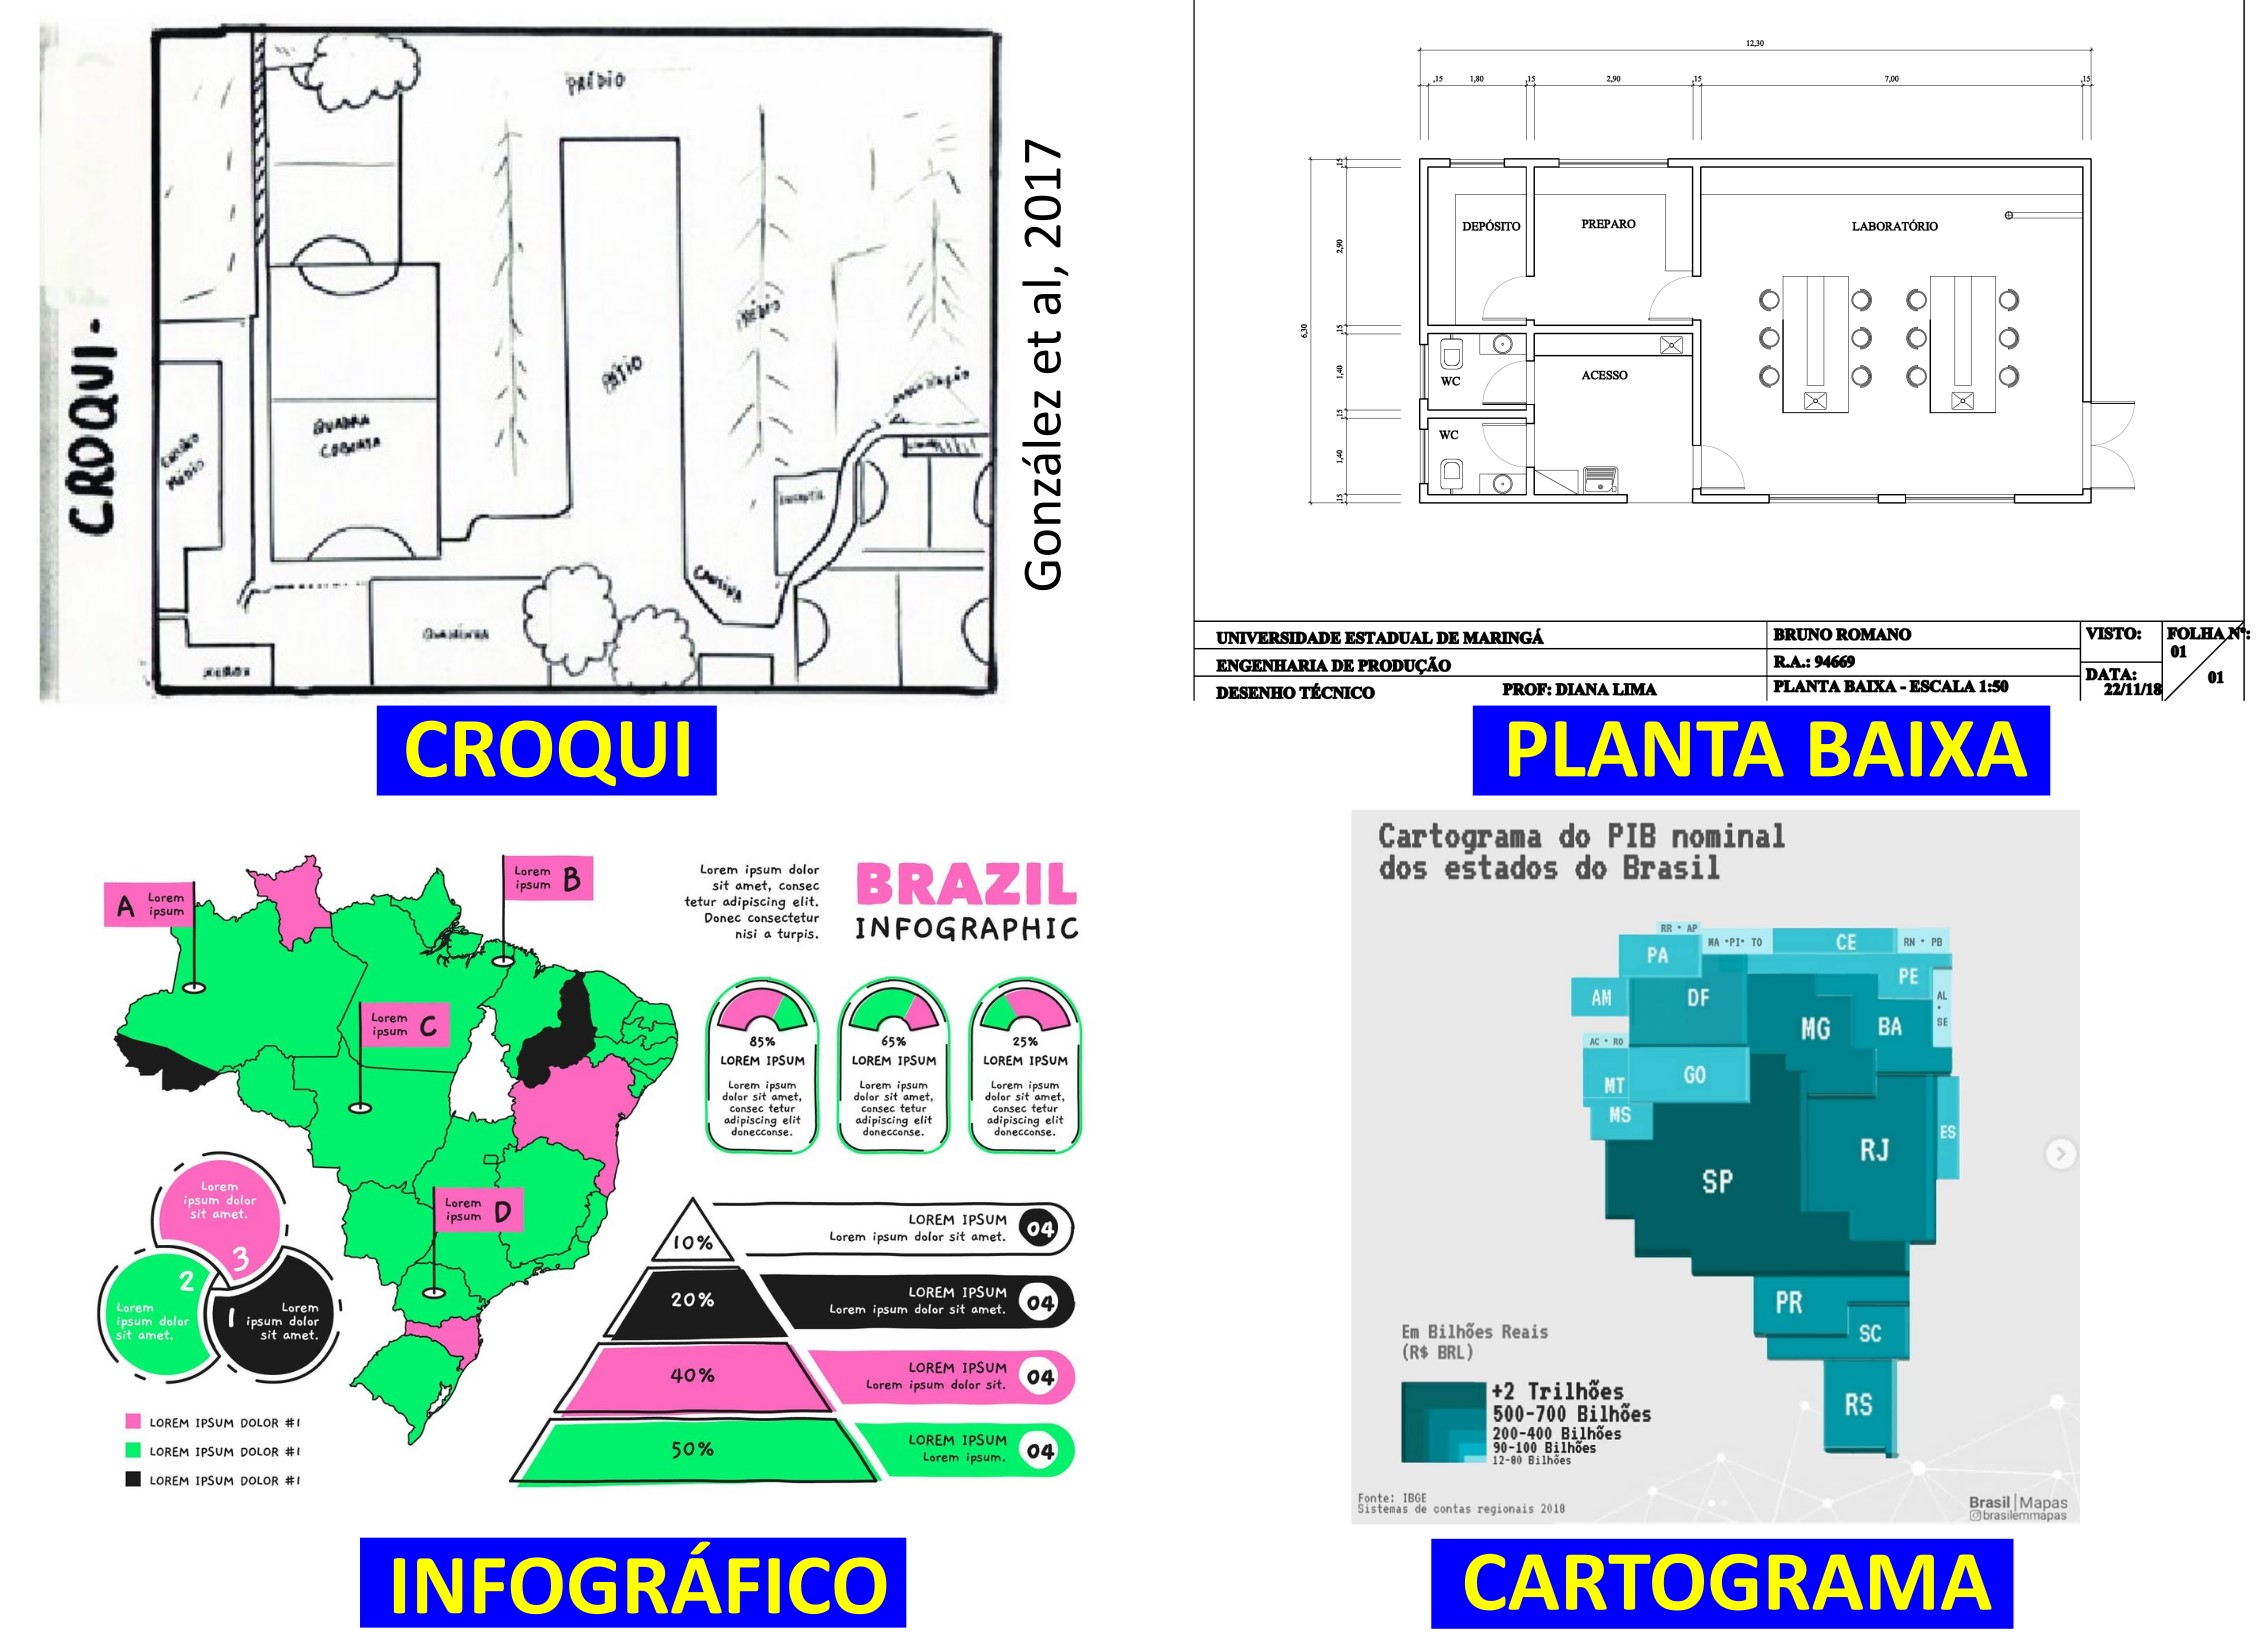 CROQUI -
PRÉDIO
PÁTIO
PRÉDIO
QUADRA
COBERTA
ENSINO
MÉDIO
INFANTIL
CANTINA
QUADRINHA
XEROX
González et al, 2017
CROQUI
12,30
,15 1,80 ,15 2,90 ,15 7,00 ,15
,15
2,90
6,30
,15
1,40
,15
1,40
,15
DEPÓSITO
PREPARO
LABORATÓRIO
WC
ACESSO
WC
UNIVERSIDADE ESTADUAL DE MARINGÁ
ENGENHARIA DE PRODUÇÃO
DESENHO TÉCNICO PROF: DIANA LIMA
BRUNO ROMANO
R.A.: 94669
PLANTA BAIXA - ESCALA 1:50
VISTO:
DATA:
22/11/18
FOLHA Nº:
01
01
PLANTA BAIXA
A Lorem
ipsum
Lorem
ipsum B
Lorem
ipsum C
Lorem
ipsum D
Lorem ipsum dolor
sit amet, consec
tetur adipiscing elit.
Donec consectetur
nisi a turpis.
BRAZIL
INFOGRAPHIC
85%
LOREM IPSUM
Lorem ipsum
dolor sit amet,
consec tetur
adipiscing elit
donecconse.
65%
LOREM IPSUM
Lorem ipsum
dolor sit amet,
consec tetur
adipiscing elit
donecconse.
25%
LOREM IPSUM
Lorem ipsum
dolor sit amet,
consec tetur
adipiscing elit
donecconse.
Lorem
ipsum dolor
sit amet.
3
2
Lorem
ipsum dolor
sit amet.
1
Lorem
ipsum dolor
sit amet.
LOREM IPSUM DOLOR #1
LOREM IPSUM DOLOR #1
LOREM IPSUM DOLOR #1
10%
LOREM IPSUM
Lorem ipsum dolor sit amet.
04
20%
LOREM IPSUM
Lorem ipsum dolor sit amet.
04
40%
LOREM IPSUM
Lorem ipsum dolor sit.
04
50%
LOREM IPSUM
Lorem ipsum.
04
INFOGRÁFICO
Cartograma do PIB nominal
dos estados do Brasil
RR • AP
PA
MA •PI• TO
CE
RN • PB
PE
AM
DF
AL
•
SE
MG
BA
AC • RO
GO
MT
MS
RJ
ES
SP
PR
SC
RS
Em Bilhões Reais
(R$ BRL)
+2 Trilhões
500-700 Bilhões
200-400 Bilhões
90-100 Bilhões
12-80 Bilhões
Fonte: IBGE
Sistemas de contas regionais 2018
Brasil|Mapas
@brasilemmapas
CARTOGRAMA